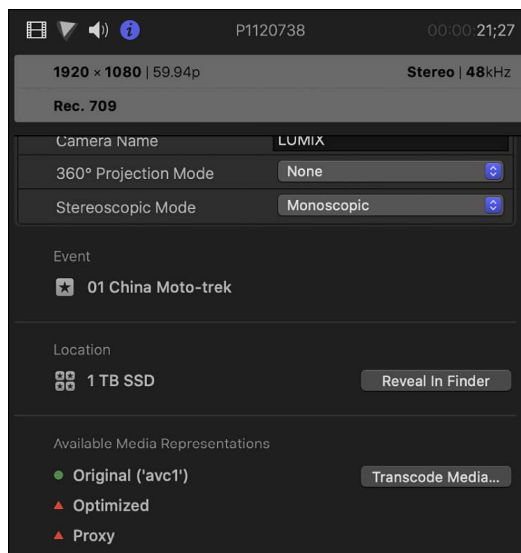 P1120738 00:00:21;27
1920 × 1080 | 59.94p Stereo | 48kHz
Rec. 709
Camera Name LUMIX
360° Projection Mode None
Stereoscopic Mode Monoscopic
Event
01 China Moto-trek
Location
1 TB SSD Reveal In Finder
Available Media Representations
Original ('avc1') Transcode Media...
Optimized
Proxy